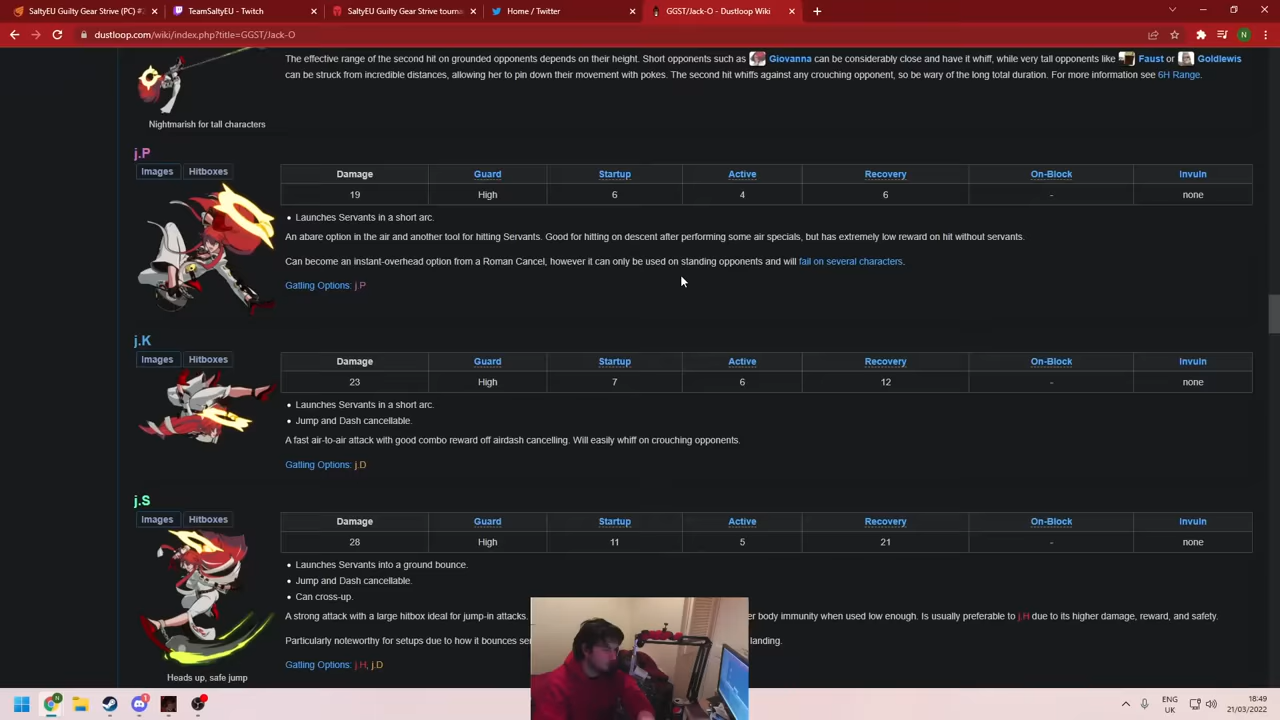 SaltyEU Guilty Gear Strive (PC) #
TeamSaltyEU - Twitch
SaltyEU Guilty Gear Strive tourna
Home / Twitter
GGST/Jack-O - Dustloop Wiki
dustloop.com/wiki/index.php?title=GGST/Jack-O
N
The effective range of the second hit on grounded opponents depends on their height. Short opponents such as Giovanna can be considerably close and have it whiff, while very tall opponents like Faust or Goldlewis
can be struck from incredible distances, allowing her to pin down their movement with pokes. The second hit whiffs against any crouching opponent, so be wary of the long total duration. For more information see 6H Range.
Nightmarish for tall characters
j.P
Images Hitboxes
Damage Guard Startup Active Recovery On-Block Invuln
19 High 6 4 6 - none
• Launches Servants in a short arc.
An abare option in the air and another tool for hitting Servants. Good for hitting on descent after performing some air specials, but has extremely low reward on hit without servants.
Can become an instant-overhead option from a Roman Cancel, however it can only be used on standing opponents and will fail on several characters.
Gatling Options: j.P
j.K
Images Hitboxes
Damage Guard Startup Active Recovery On-Block Invuln
23 High 7 6 12 - none
• Launches Servants in a short arc.
• Jump and Dash cancellable.
A fast air-to-air attack with good combo reward off airdash cancelling. Will easily whiff on crouching opponents.
Gatling Options: j.D
j.S
Images Hitboxes
Damage Guard Startup Active Recovery On-Block Invuln
28 High 11 5 21 - none
• Launches Servants into a ground bounce.
• Jump and Dash cancellable.
• Can cross-up.
A strong attack with a large hitbox ideal for jump-in attacks. er body immunity when used low enough. Is usually preferable to j.H due to its higher damage, reward, and safety.
Particularly noteworthy for setups due to how it bounces se landing.
Gatling Options: j.H, j.D
Heads up, safe jump
ENG
UK
18:49
21/03/2022